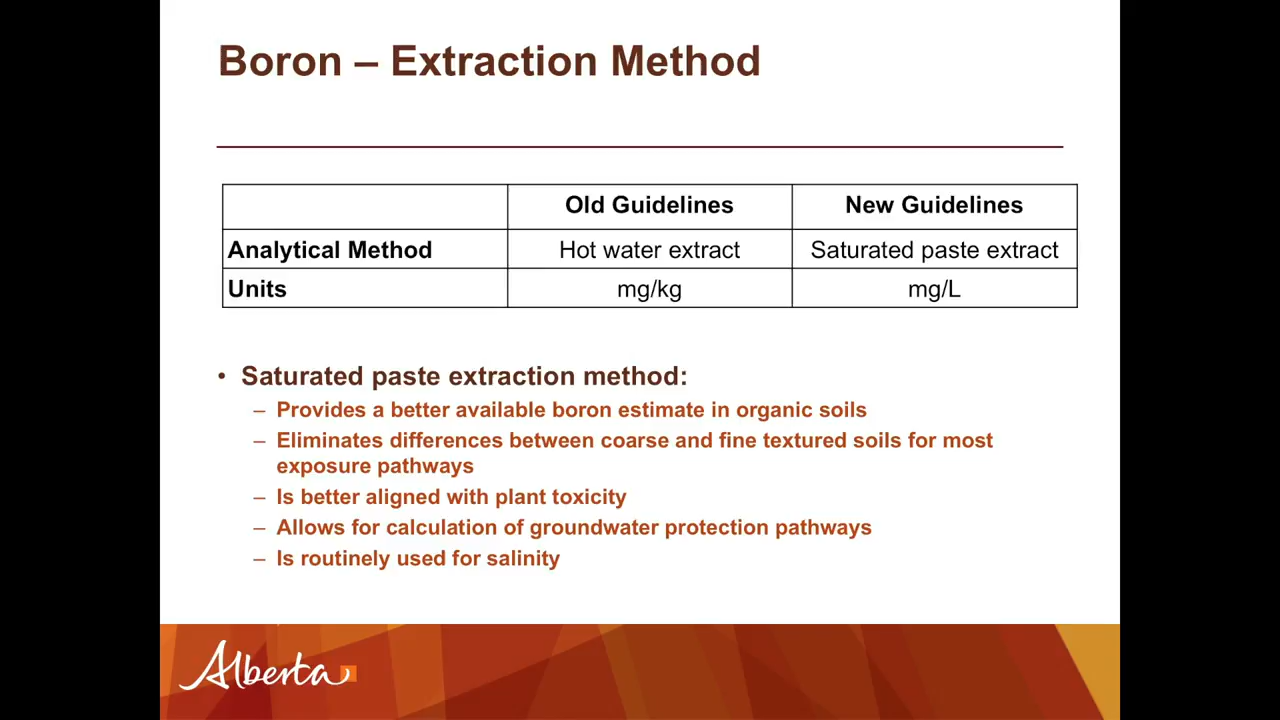 Boron – Extraction Method
Old Guidelines New Guidelines
Analytical Method Hot water extract Saturated paste extract
Units mg/kg mg/L
• Saturated paste extraction method:
– Provides a better available boron estimate in organic soils
– Eliminates differences between coarse and fine textured soils for most
exposure pathways
– Is better aligned with plant toxicity
– Allows for calculation of groundwater protection pathways
– Is routinely used for salinity
Alberta